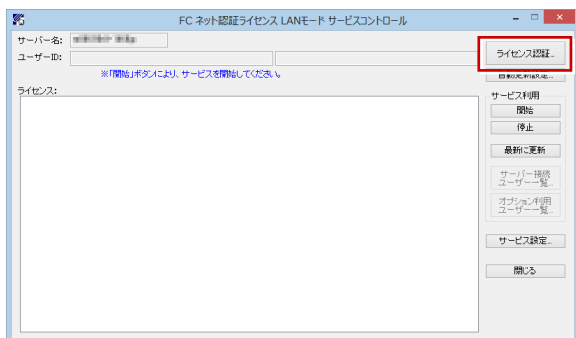 FC ネット認証ライセンス LANモード サービスコントロール
サーバー名:
ライセンス認証...
ユーザーID:
自動更新設定...
※「開始」ボタンにより、サービスを開始してください。
ライセンス:
サービス利用
開始
停止
最新に更新
サーバー接続
ユーザー一覧...
オプション利用
ユーザー一覧...
サービス設定...
閉じる